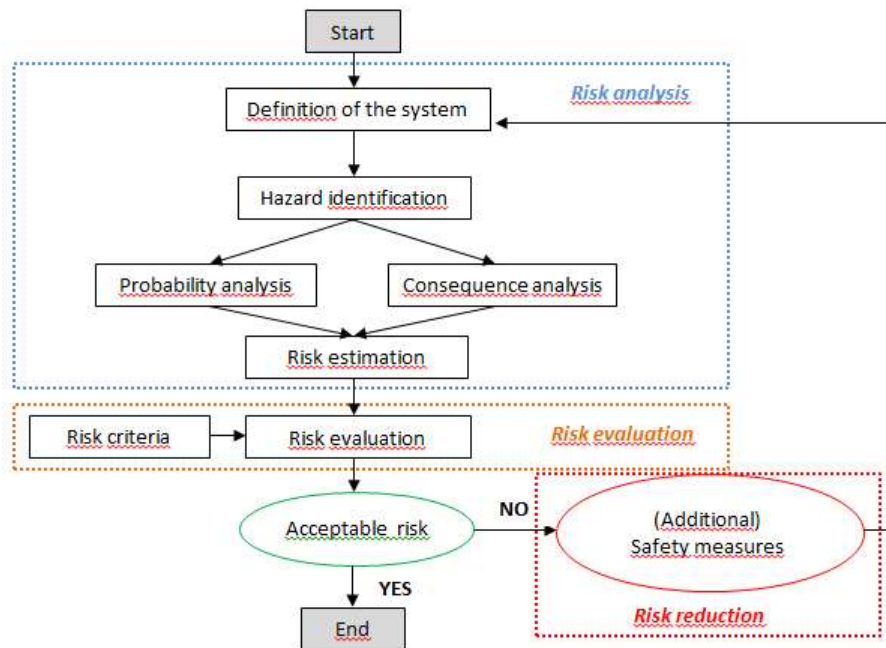 Start
Risk analysis
Definition of the system
Hazard identification
Probability analysis
Consequence analysis
Risk estimation
Risk criteria
Risk evaluation
Risk evaluation
Acceptable risk
NO
(Additional)
Safety measures
YES
Risk reduction
End